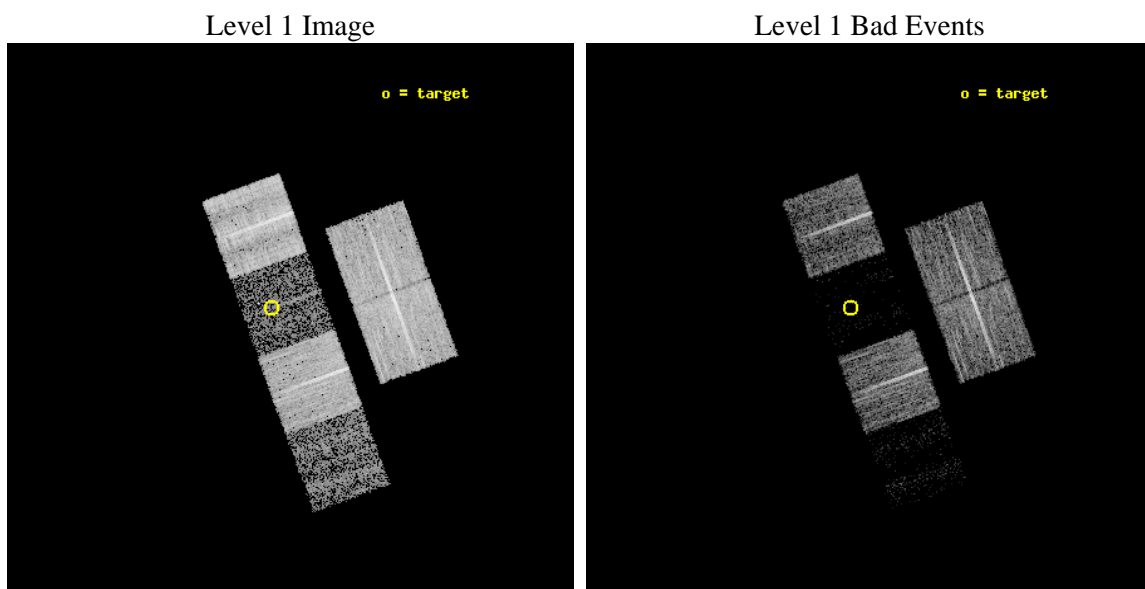 Level 1 Image
Level 1 Bad Events
o = target
o = target